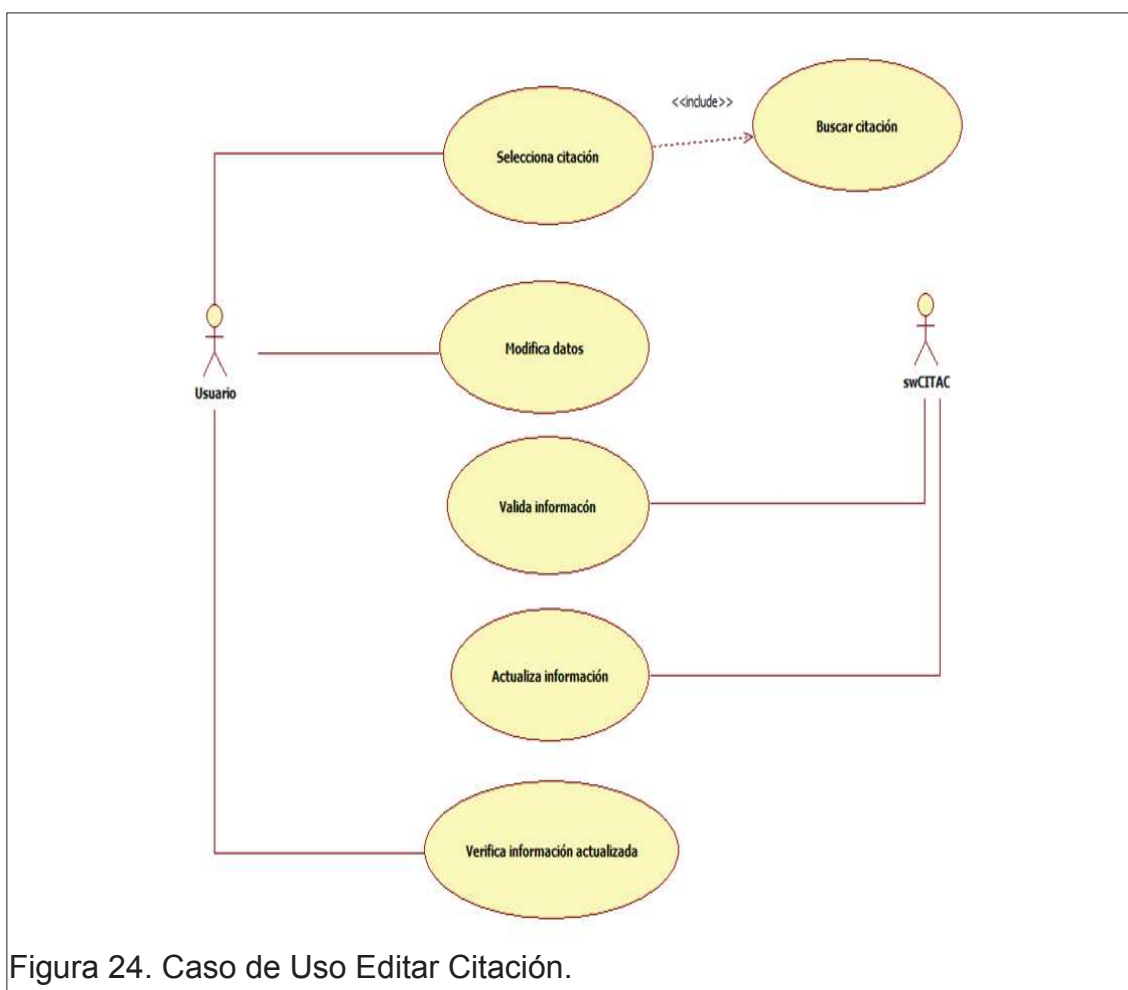 <<include>>
Buscar citación
Selecciona citación
Modifica datos
Usuario
swCITAC
Valida informacón
Actualiza información
Verifica información actualizada
Figura 24. Caso de Uso Editar Citación.